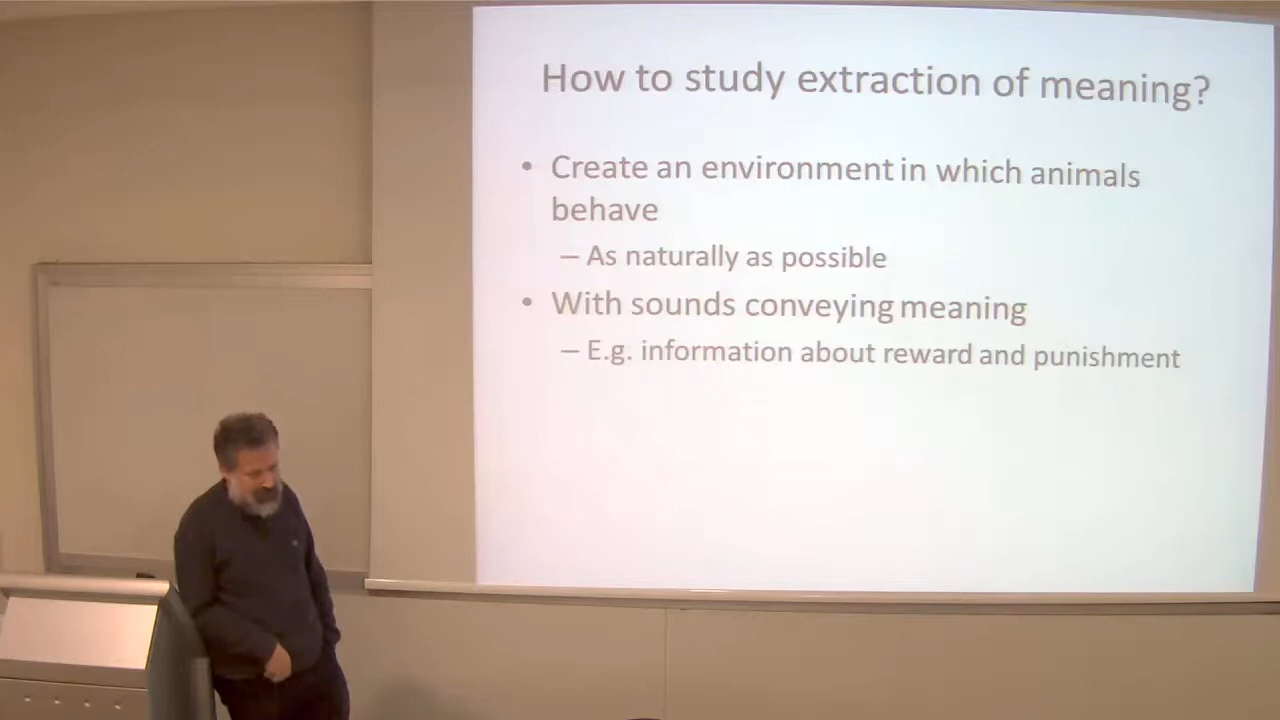 How to study extraction of meaning?
• Create an environment in which animals
behave
– As naturally as possible
• With sounds conveying meaning
– E.g. information about reward and punishment